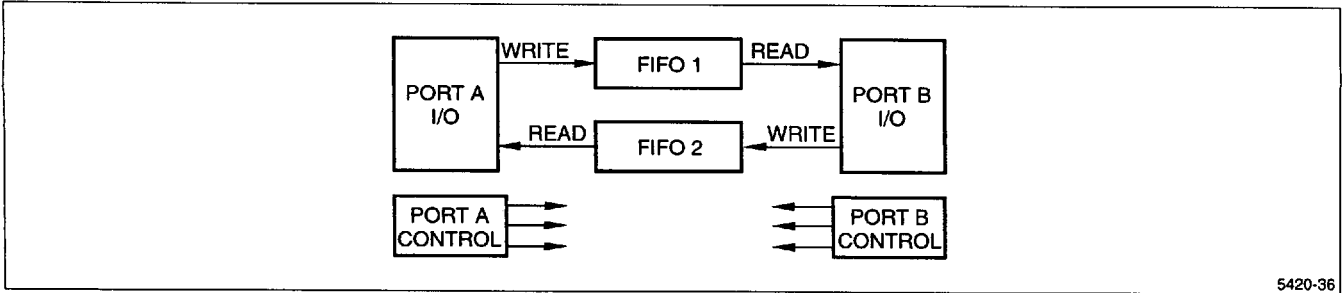 WRITE
FIFO 1
READ
PORT A
I/O
PORT B
I/O
READ
FIFO 2
WRITE
PORT A
CONTROL
PORT B
CONTROL
5420-36